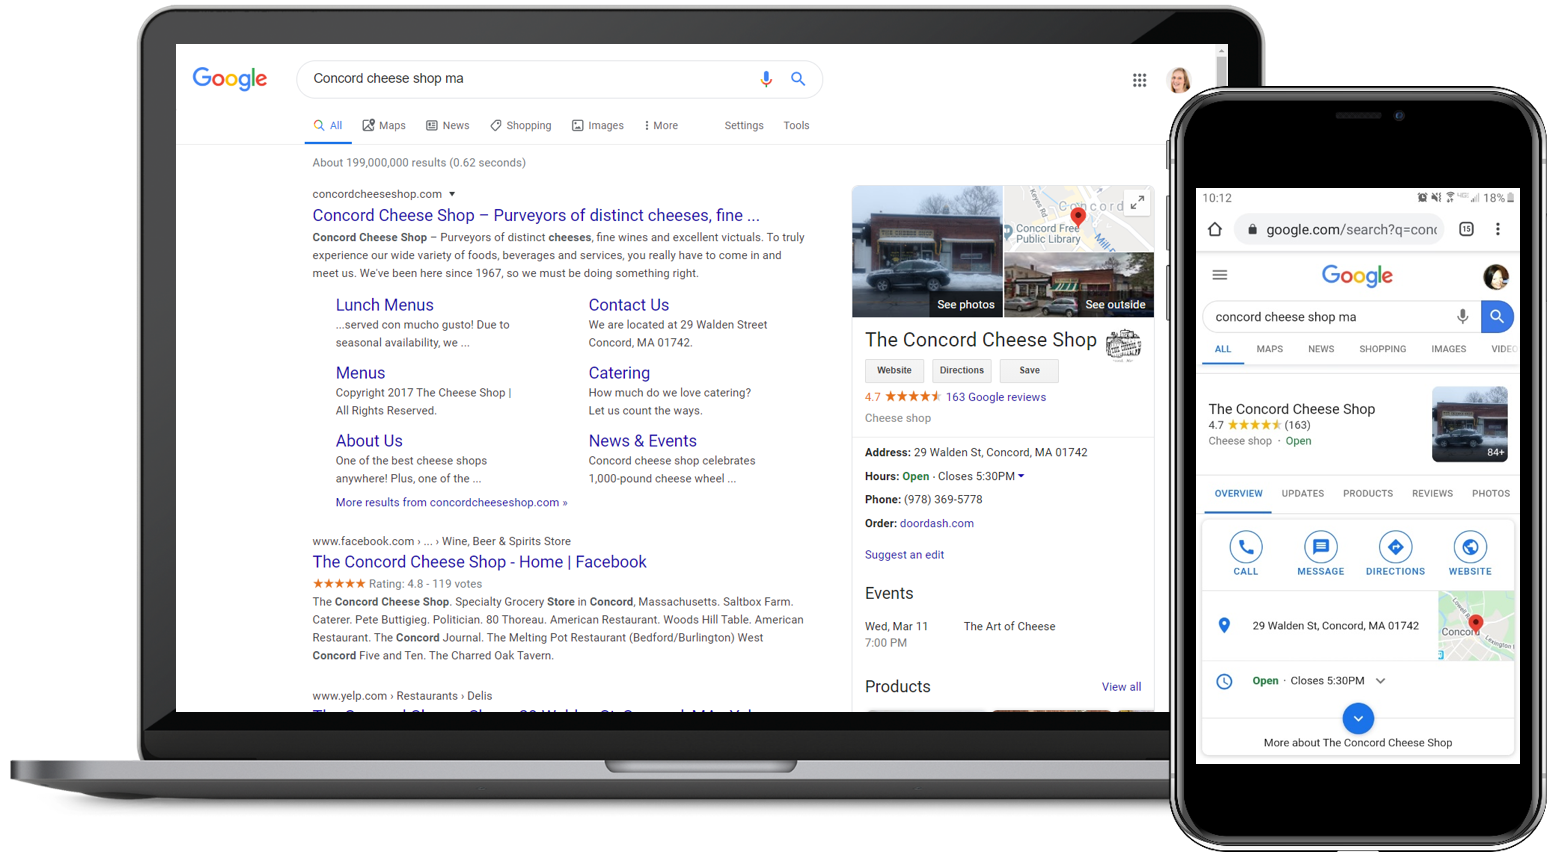 Google
Concord cheese shop ma
All Maps News Shopping Images More Settings Tools
About 199,000,000 results (0.62 seconds)
concordcheeseshop.com
Concord Cheese Shop – Purveyors of distinct cheeses, fine ...
Concord Cheese Shop – Purveyors of distinct cheeses, fine wines and excellent victuals. To truly
experience our wide variety of foods, beverages and services, you really have to come in and
meet us. We've been here since 1967, so we must be doing something right.
Lunch Menus
...served con mucho gusto! Due to
seasonal availability, we ...
Contact Us
We are located at 29 Walden Street
Concord, MA 01742.
Menus
Copyright 2017 The Cheese Shop |
All Rights Reserved.
Catering
How much do we love catering?
Let us count the ways.
About Us
One of the best cheese shops
anywhere! Plus, one of the ...
News & Events
Concord cheese shop celebrates
1,000-pound cheese wheel ...
More results from concordcheeseshop.com »
www.facebook.com › ... › Wine, Beer & Spirits Store
The Concord Cheese Shop - Home | Facebook
Rating: 4.8 - 119 votes
The Concord Cheese Shop. Specialty Grocery Store in Concord, Massachusetts. Saltbox Farm.
Caterer. Pete Buttigieg. Politician. 80 Thoreau. American Restaurant. Woods Hill Table. American
Restaurant. The Concord Journal. The Melting Pot Restaurant (Bedford/Burlington) West
Concord Five and Ten. The Charred Oak Tavern.
www.yelp.com › Restaurants › Delis
Keyes Rd
Concord
Concord Free
Public Library
See photos
See outside
The Concord Cheese Shop
Website Directions Save
4.7 163 Google reviews
Cheese shop
Address: 29 Walden St, Concord, MA 01742
Hours: Open · Closes 5:30PM
Phone: (978) 369-5778
Order: doordash.com
Suggest an edit
Events
Wed, Mar 11 The Art of Cheese
7:00 PM
Products View all
10:12 18%
google.com/search?q=conc 15
Google
concord cheese shop ma
ALL MAPS NEWS SHOPPING IMAGES VIDEO
The Concord Cheese Shop
4.7 (163)
Cheese shop · Open
84+
OVERVIEW UPDATES PRODUCTS REVIEWS PHOTOS
CALL MESSAGE DIRECTIONS WEBSITE
29 Walden St, Concord, MA 01742
Lowell Rd
Concord
Lexington
Open · Closes 5:30PM
More about The Concord Cheese Shop